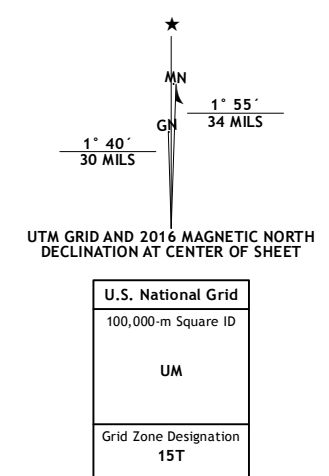 ★
MN
1° 55´
34 MILS
GN
1° 40´
30 MILS
UTM GRID AND 2016 MAGNETIC NORTH
DECLINATION AT CENTER OF SHEET
U.S. National Grid
100,000-m Square ID
UM
Grid Zone Designation
15T